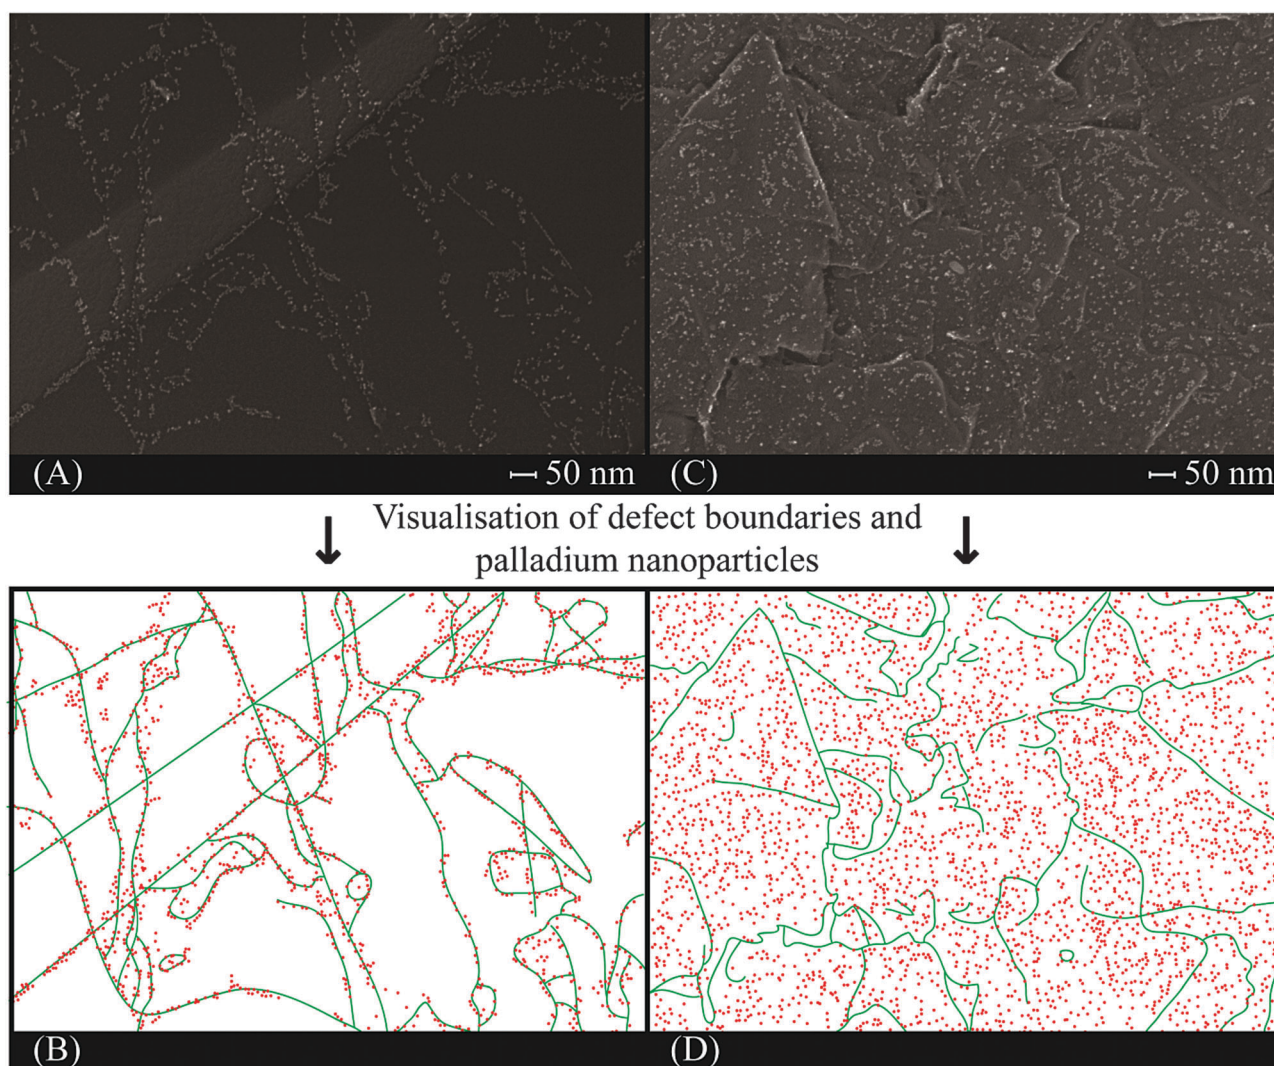 (A)
50 nm
(C)
50 nm
Visualisation of defect boundaries and
palladium nanoparticles
(B)
(D)